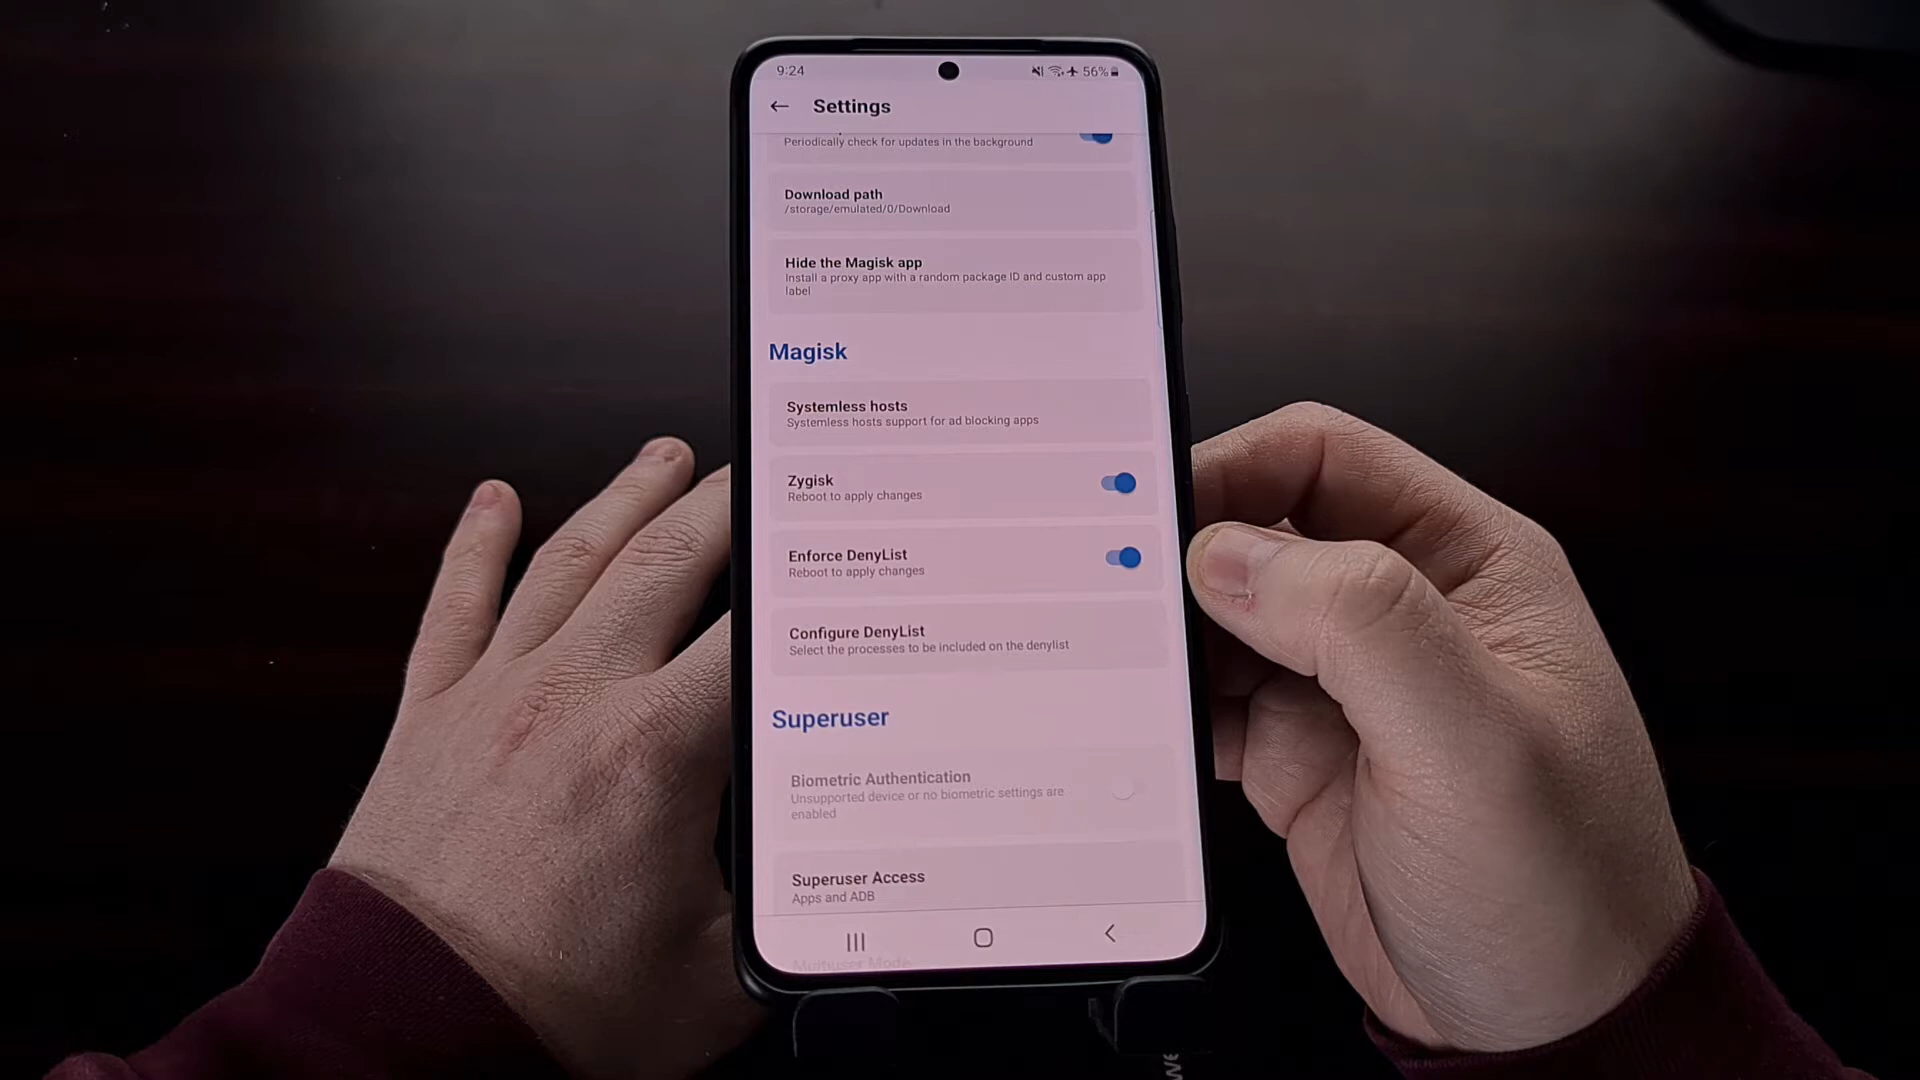 9:24
56%
Settings
Periodically check for updates in the background
Download path
/storage/emulated/0/Download
Hide the Magisk app
Install a proxy app with a random package ID and custom app
label
Magisk
Systemless hosts
Systemless hosts support for ad blocking apps
Zygisk
Reboot to apply changes
Enforce DenyList
Reboot to apply changes
Configure DenyList
Select the processes to be included on the denylist
Superuser
Biometric Authentication
Unsupported device or no biometric settings are
enabled
Superuser Access
Apps and ADB
Multiuser Mode